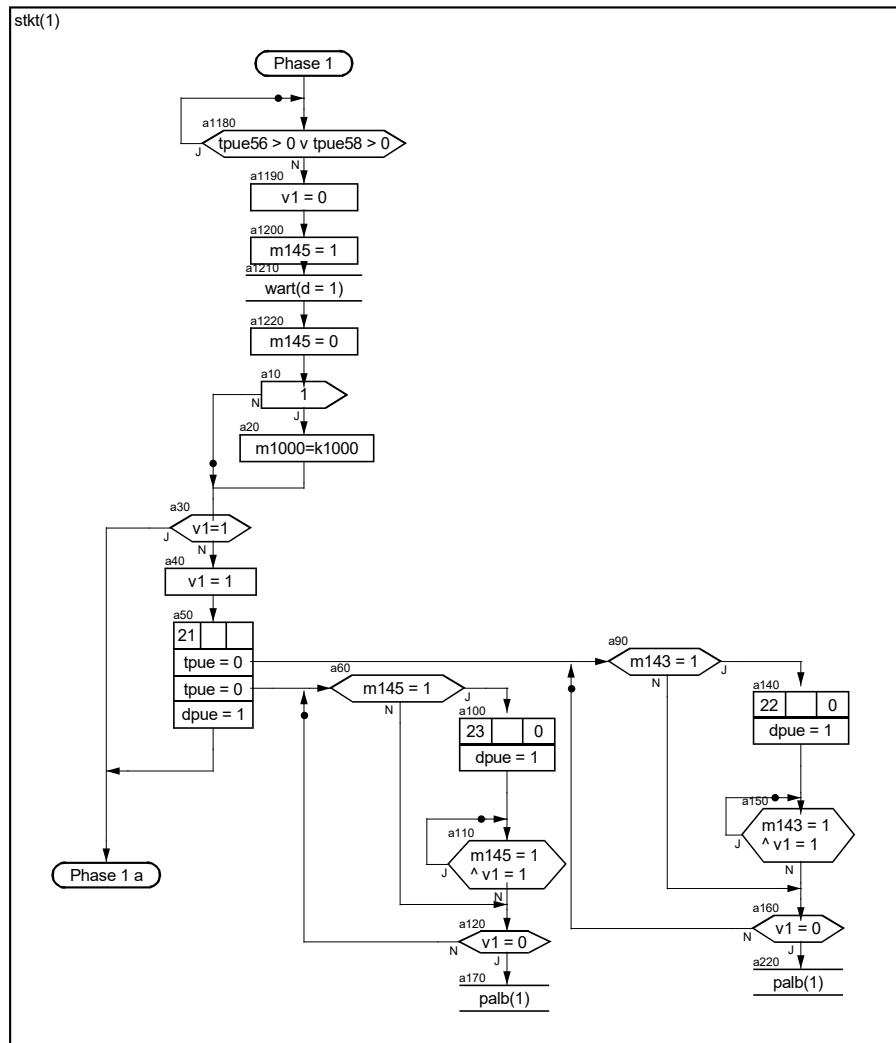 stkt(1)
Phase 1
a1180
tpue56 > 0 v tpue58 > 0
J
N
a1190
v1 = 0
a1200
m145 = 1
a1210
wart(d = 1)
a1220
m145 = 0
a10
1
N
J
a20
m1000=k1000
a30
v1=1
J
N
a40
v1 = 1
a50
21
tpue = 0
tpue = 0
dpue = 1
a60
m145 = 1
J
N
a90
m143 = 1
J
N
a100
23 0
dpue = 1
a140
22 0
dpue = 1
a110
m145 = 1
^ v1 = 1
J
N
a150
m143 = 1
^ v1 = 1
J
N
Phase 1 a
a120
v1 = 0
N
J
a160
v1 = 0
N
J
a170
palb(1)
a220
palb(1)